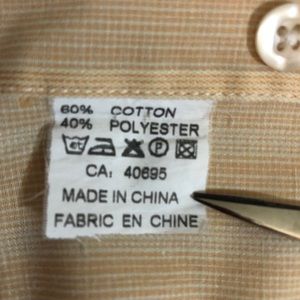 60% COTTON
40% POLYESTER
CA: 40695
MADE IN CHINA
FABRIC EN CHINE